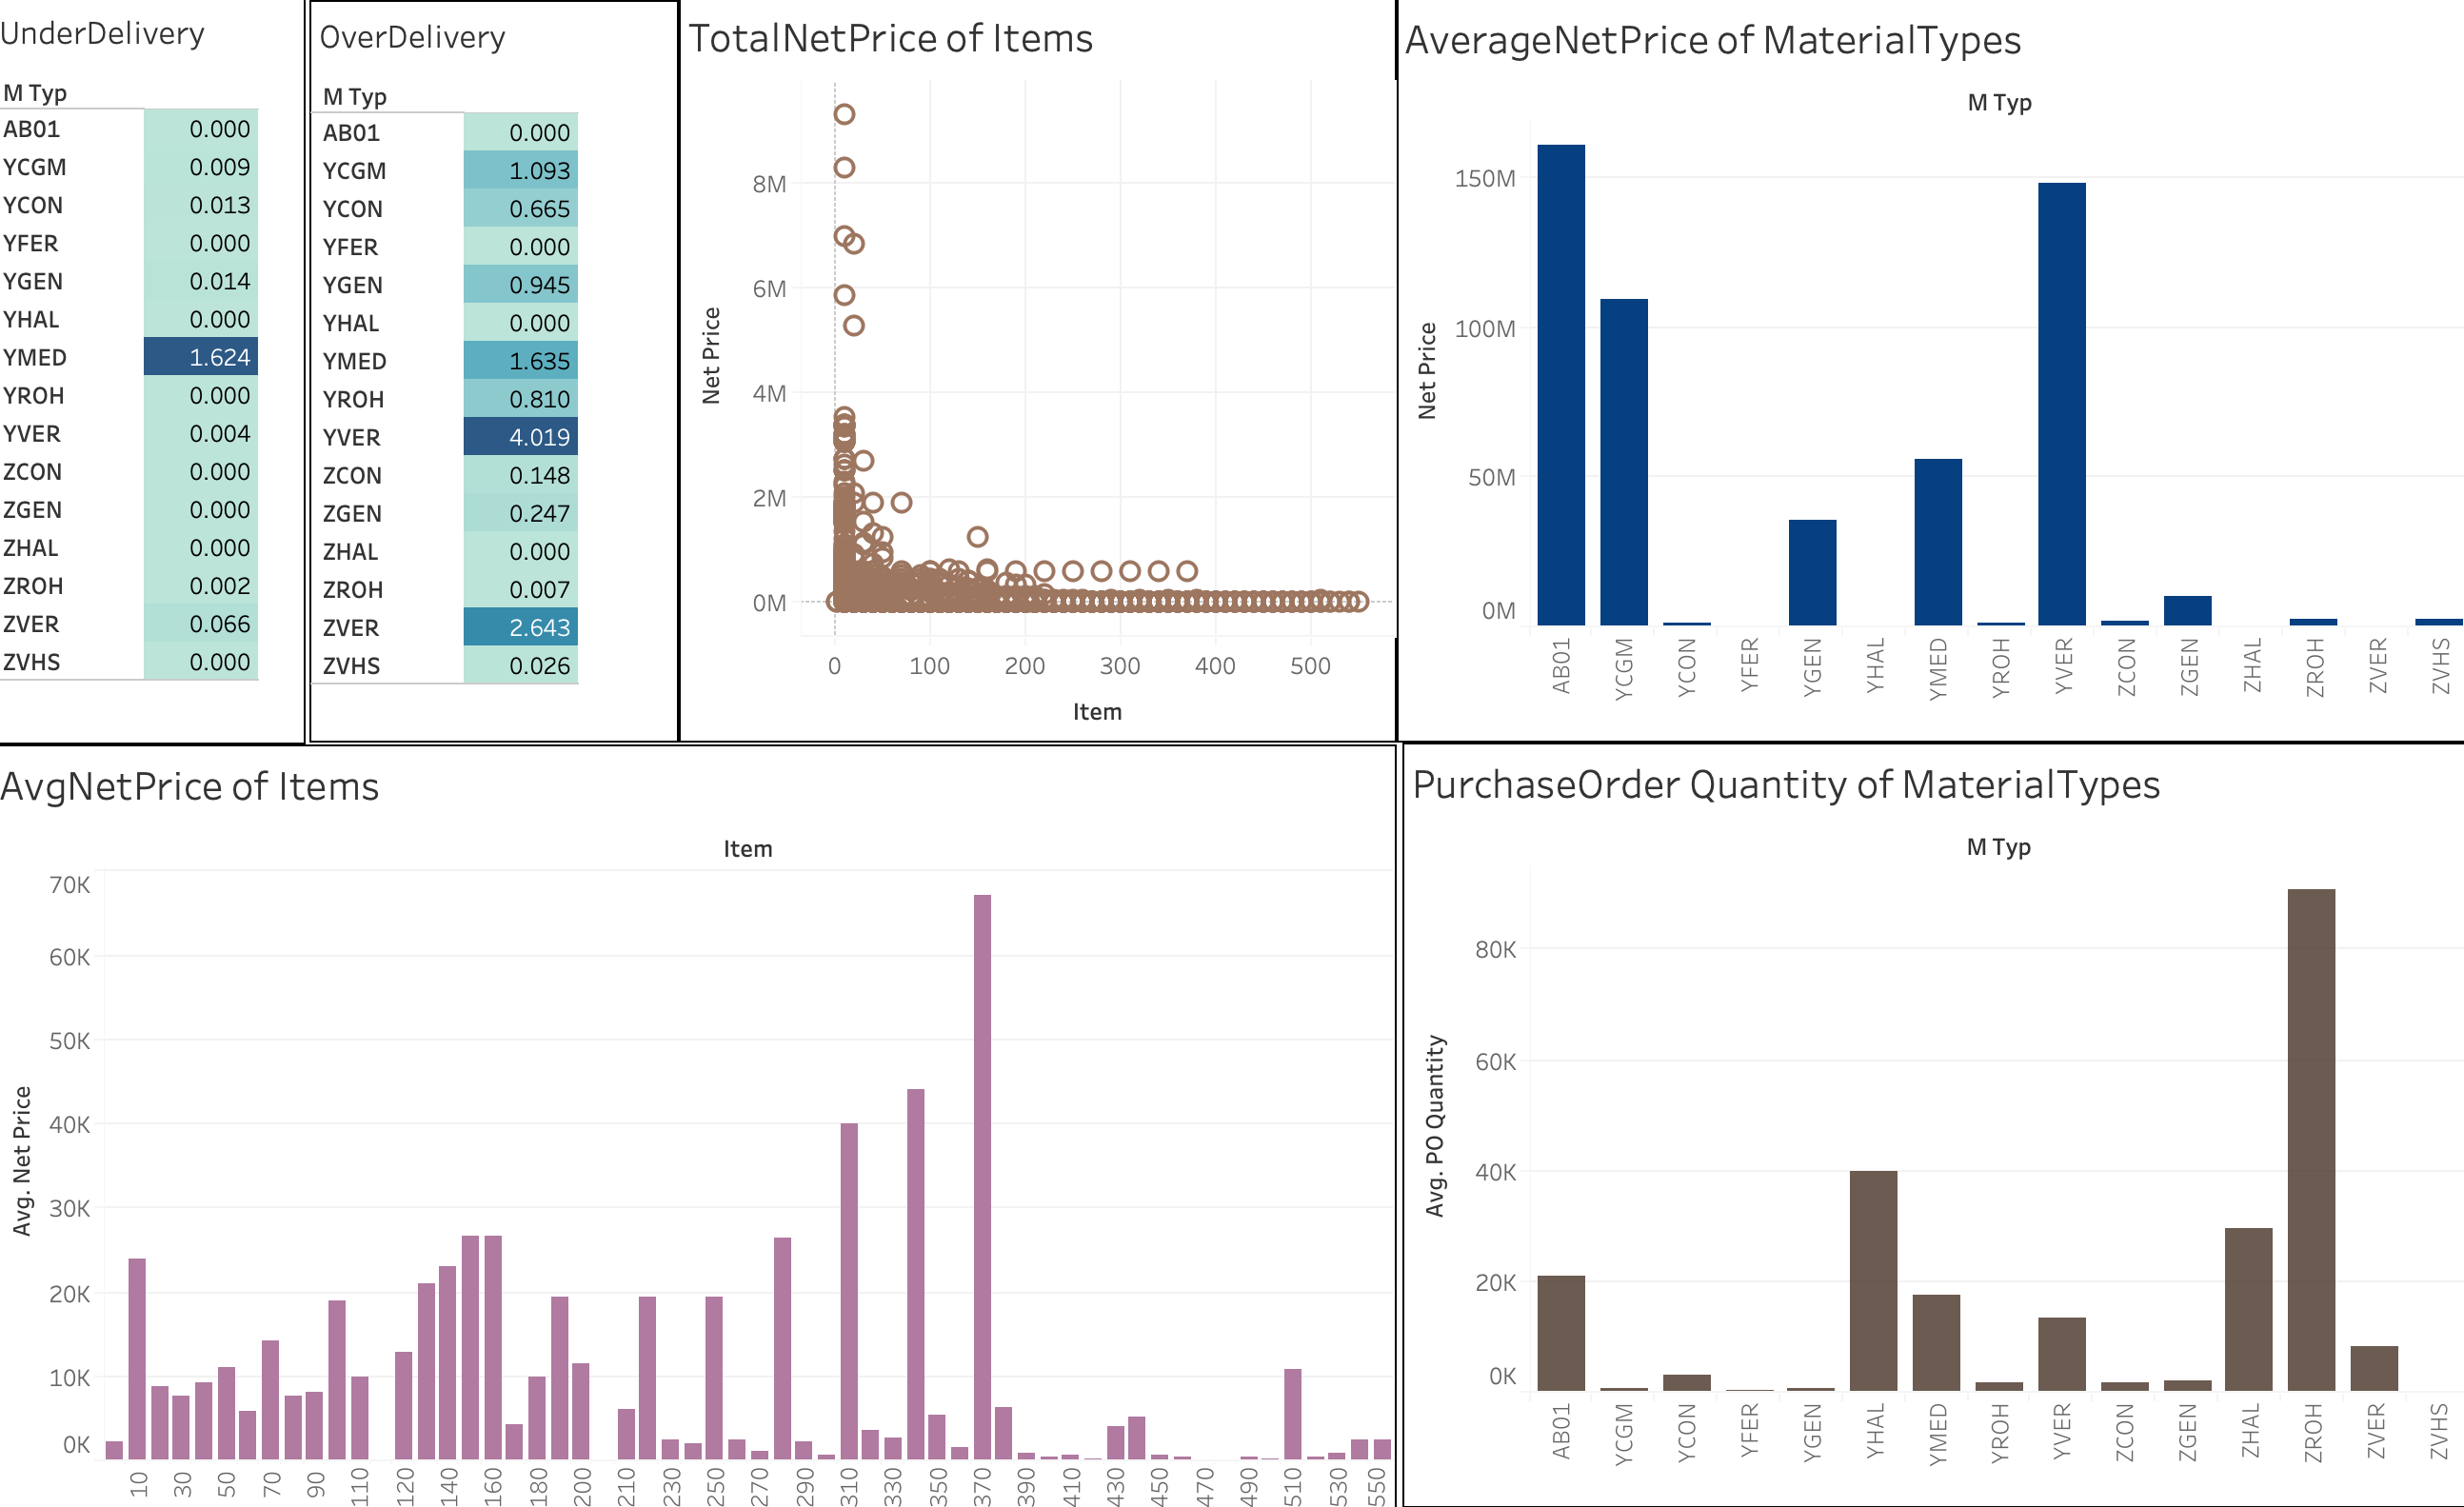 UnderDelivery
M Typ
AB01 0.000
YCGM 0.009
YCON 0.013
YFER 0.000
YGEN 0.014
YHAL 0.000
YMED 1.624
YROH 0.000
YVER 0.004
ZCON 0.000
ZGEN 0.000
ZHAL 0.000
ZROH 0.002
ZVER 0.066
ZVHS 0.000
OverDelivery
M Typ
AB01 0.000
YCGM 1.093
YCON 0.665
YFER 0.000
YGEN 0.945
YHAL 0.000
YMED 1.635
YROH 0.810
YVER 4.019
ZCON 0.148
ZGEN 0.247
ZHAL 0.000
ZROH 0.007
ZVER 2.643
ZVHS 0.026
TotalNetPrice of Items
Net Price
8M
6M
4M
2M
0M
0 100 200 300 400 500
Item
AverageNetPrice of MaterialTypes
M Typ
Net Price
150M
100M
50M
0M
AB01 YCGM YCON YFER YGEN YHAL YMED YROH YVER ZCON ZGEN ZHAL ZROH ZVER ZVHS
AvgNetPrice of Items
Item
Avg. Net Price
70K
60K
50K
40K
30K
20K
10K
0K
10 30 50 70 90 110 120 140 160 180 200 210 230 250 270 290 310 330 350 370 390 410 430 450 470 490 510 530 550
PurchaseOrder Quantity of MaterialTypes
M Typ
Avg. PO Quantity
80K
60K
40K
20K
0K
AB01 YCGM YCON YFER YGEN YHAL YMED YROH YVER ZCON ZGEN ZHAL ZROH ZVER ZVHS